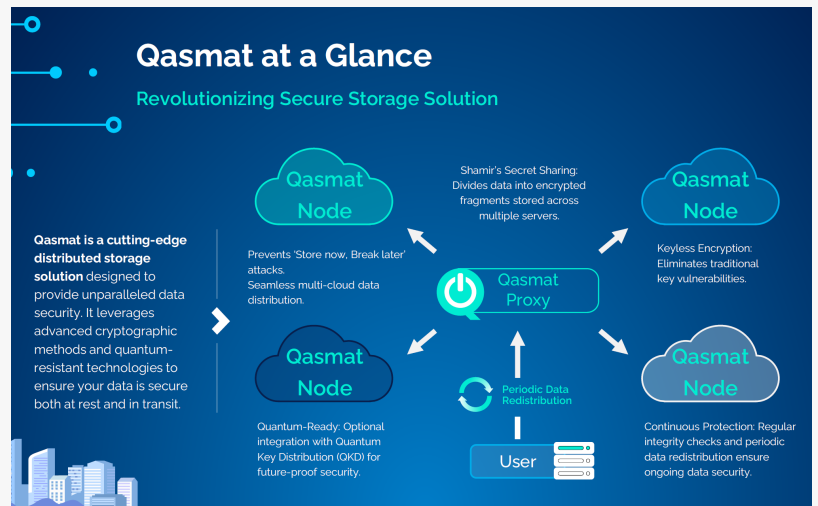 Qasmat at a Glance
Revolutionizing Secure Storage Solution
Qasmat is a cutting-edge
distributed storage
solution designed to
provide unparalleled data
security. It leverages
advanced cryptographic
methods and quantum-
resistant technologies to
ensure your data is secure
both at rest and in transit.
Qasmat
Node
Prevents 'Store now, Break later'
attacks.
Seamless multi-cloud data
distribution.
Shamir's Secret Sharing:
Divides data into encrypted
fragments stored across
multiple servers.
Qasmat
Node
Keyless Encryption:
Eliminates traditional
key vulnerabilities.
Qasmat
Proxy
Qasmat
Node
Quantum-Ready: Optional
integration with Quantum
Key Distribution (QKD) for
future-proof security.
Periodic Data
Redistribution
User
Qasmat
Node
Continuous Protection: Regular
integrity checks and periodic
data redistribution ensure
ongoing data security.